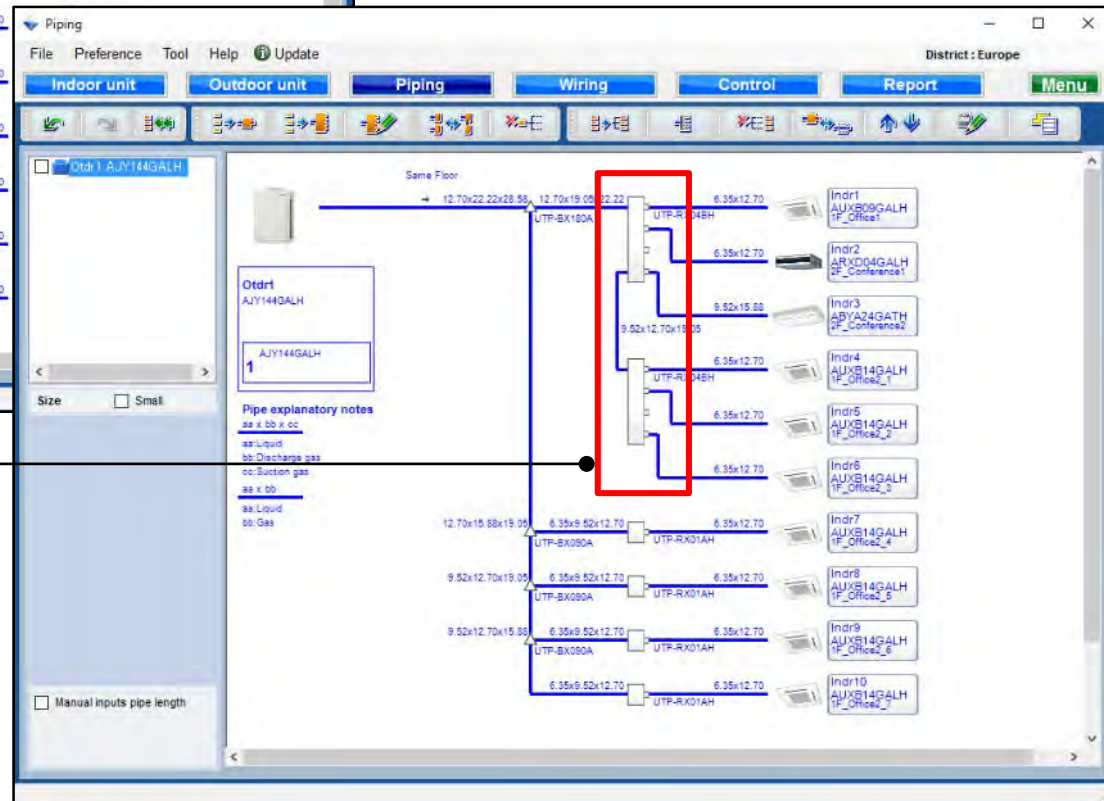 Piping
File Preference Tool Help Update
District : Europe
Indoor unit Outdoor unit Piping Wiring Control Report Menu
Otdr1 AJY144GALH
Size Small
Manual inputs pipe length
Same Floor
12.70x22.22x28.58
UTP-BX180A
12.70x19.05x22.22
UTP-RX04BH
6.35x12.70
Indr1
AUXB09GALH
1F_Office1
6.35x12.70
Indr2
ARXD04GALH
2F_Conference1
9.52x15.88
Indr3
ABYA24GATH
2F_Conference2
9.52x12.70x19.05
UTP-RX04BH
6.35x12.70
Indr4
AUXB14GALH
1F_Office2_1
6.35x12.70
Indr5
AUXB14GALH
1F_Office2_2
6.35x12.70
Indr6
AUXB14GALH
1F_Office2_3
Otdr1
AJY144GALH
AJY144GALH
1
Pipe explanatory notes
aa x bb x cc
aa:Liquid
bb:Discharge gas
cc:Suction gas
aa x bb
aa:Liquid
bb:Gas
12.70x15.88x19.05
UTP-BX090A
6.35x9.52x12.70
UTP-RX01AH
6.35x12.70
Indr7
AUXB14GALH
1F_Office2_4
9.52x12.70x19.05
UTP-BX090A
6.35x9.52x12.70
UTP-RX01AH
6.35x12.70
Indr8
AUXB14GALH
1F_Office2_5
9.52x12.70x15.88
UTP-BX090A
6.35x9.52x12.70
UTP-RX01AH
6.35x12.70
Indr9
AUXB14GALH
1F_Office2_6
6.35x9.52x12.70
UTP-RX01AH
6.35x12.70
Indr10
AUXB14GALH
1F_Office2_7